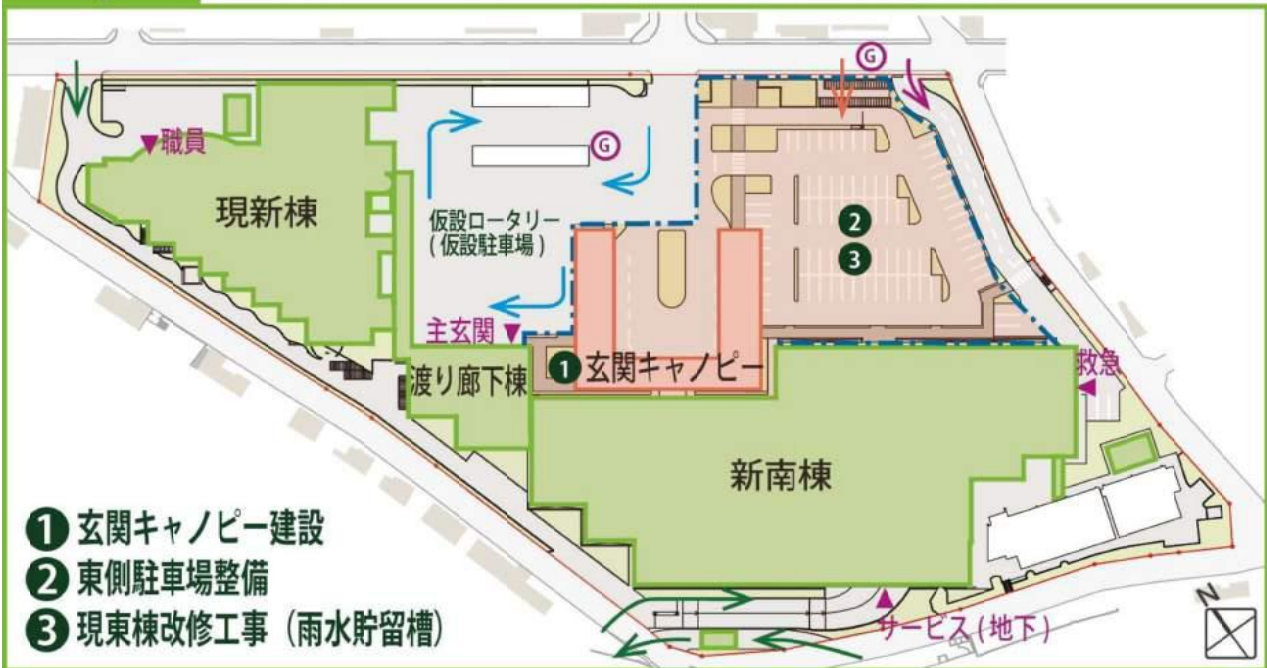 G
▼職員
G
現新棟
仮設ロータリー
(仮設駐車場)
2
3
主玄関▼
渡り廊下棟
1 玄関キャノピー
救急
◀
新南棟
1 玄関キャノピー建設
2 東側駐車場整備
3 現東棟改修工事（雨水貯留槽）
▲
サービス(地下)
N